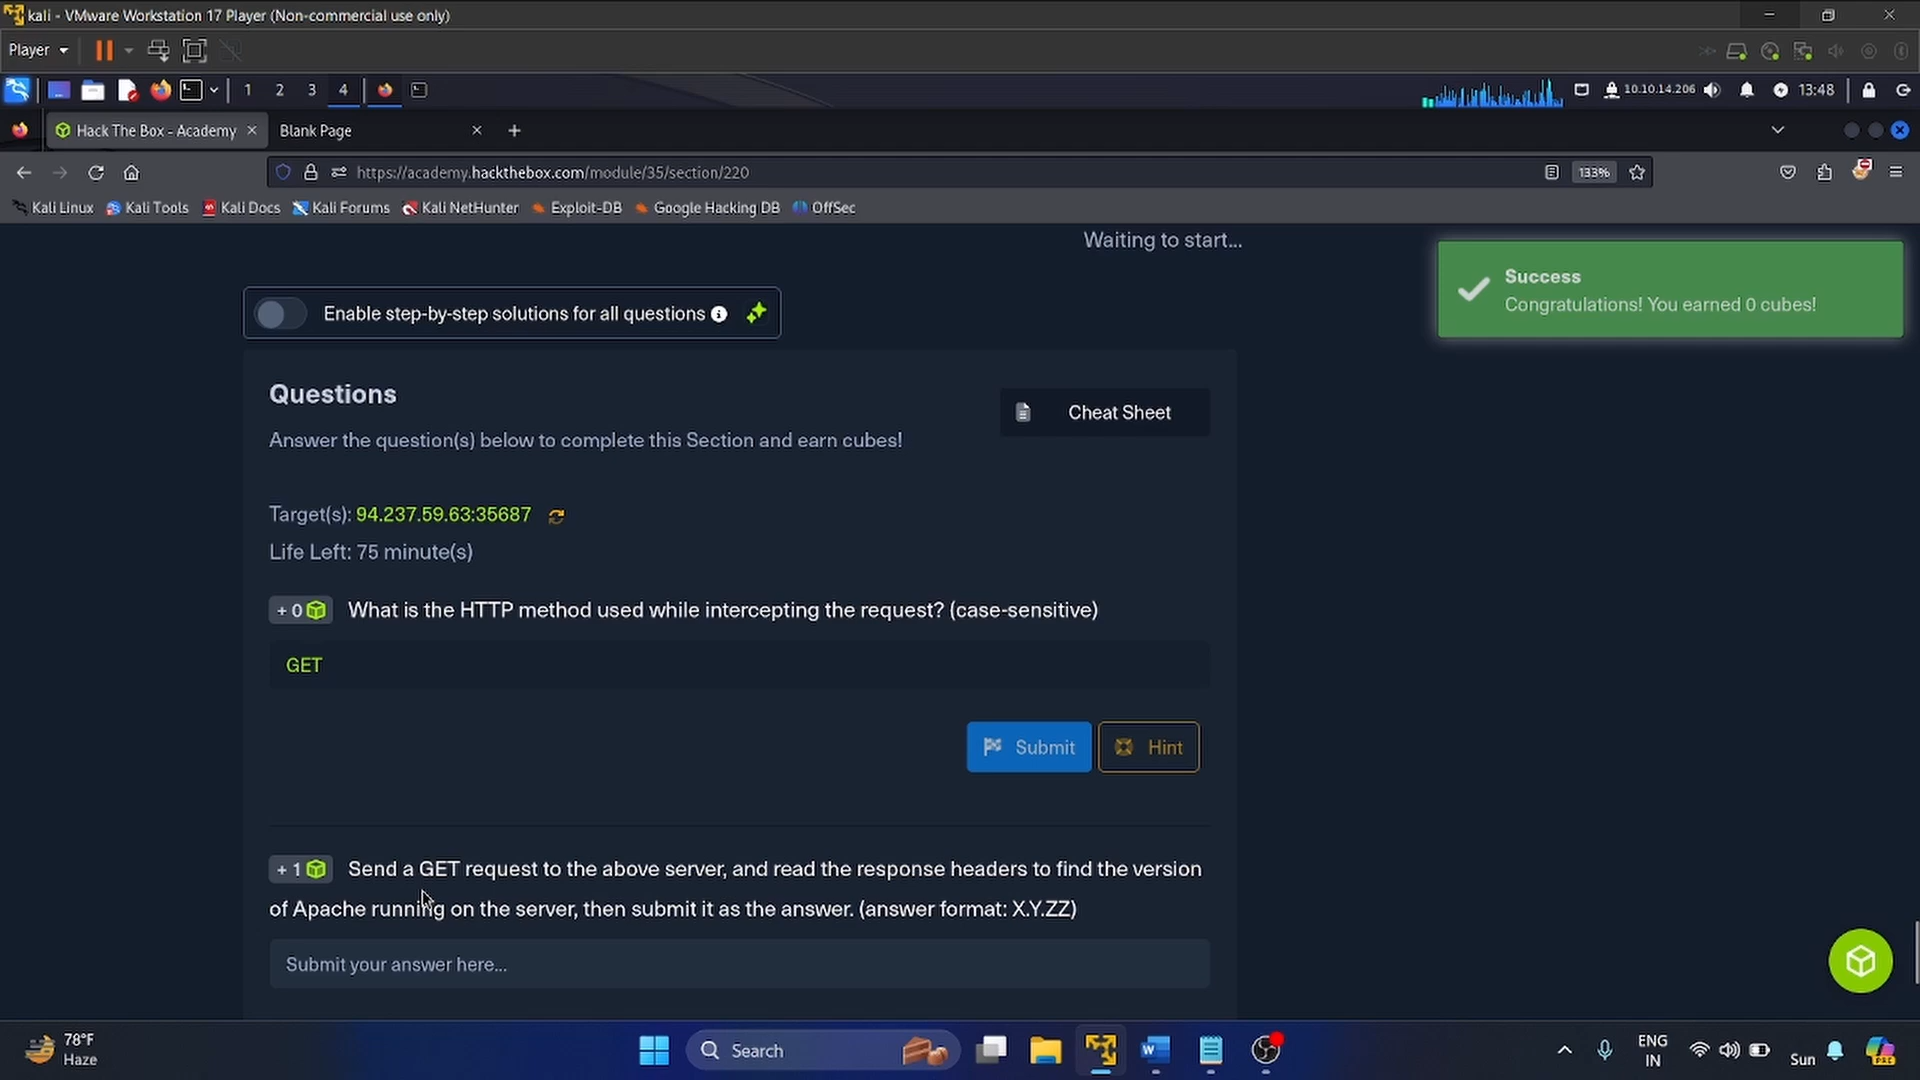 kali - VMware Workstation 17 Player (Non-commercial use only)
Player
1 2 3 4
10.10.14.206
13:48
Hack The Box - Academy
Blank Page
https://academy.hackthebox.com/module/35/section/220
133%
Kali Linux
Kali Tools
Kali Docs
Kali Forums
Kali NetHunter
Exploit-DB
Google Hacking DB
OffSec
Waiting to start...
Success
Congratulations! You earned 0 cubes!
Enable step-by-step solutions for all questions
Questions
Cheat Sheet
Answer the question(s) below to complete this Section and earn cubes!
Target(s): 94.237.59.63:35687
Life Left: 75 minute(s)
+ 0 What is the HTTP method used while intercepting the request? (case-sensitive)
GET
Submit
Hint
+ 1 Send a GET request to the above server, and read the response headers to find the version
of Apache running on the server, then submit it as the answer. (answer format: X.Y.ZZ)
Submit your answer here...
78°F
Haze
Search
ENG
IN
Sun